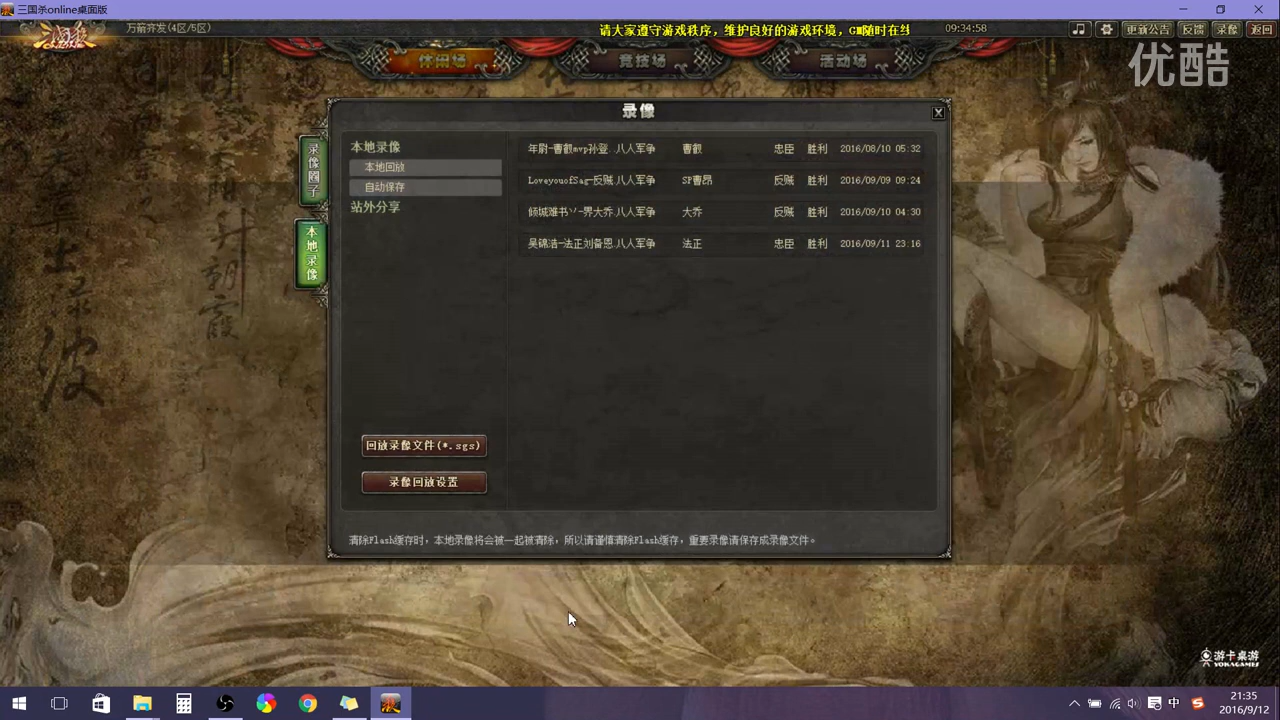 三国杀online桌面版
万箭齐发(4区/5区)
请大家遵守游戏秩序，维护良好的游戏环境，GM随时在线
09:34:58
更新公告
反馈
录像
返回
三国杀
休闲场
竞技场
活动场
优酷
录像
录像圈子
本地录像
本地录像
本地回放
自动保存
站外分享
年尉-曹叡mvp孙登..八人军争 曹叡 忠臣 胜利 2016/08/10 05:32
LoveyouofSag-反贼.八人军争 SP曹昂 反贼 胜利 2016/09/09 09:24
倾城雎书丷-界大乔.八人军争 大乔 反贼 胜利 2016/09/10 04:30
吴锦浩-法正刘备恩.八人军争 法正 忠臣 胜利 2016/09/11 23:16
回放录像文件(*.sgs)
录像回放设置
清除Flash缓存时，本地录像将会被一起被清除，所以请谨慎清除Flash缓存，重要录像请保存成录像文件。
游卡桌游
YOKAGAMES
中
21:35
2016/9/12